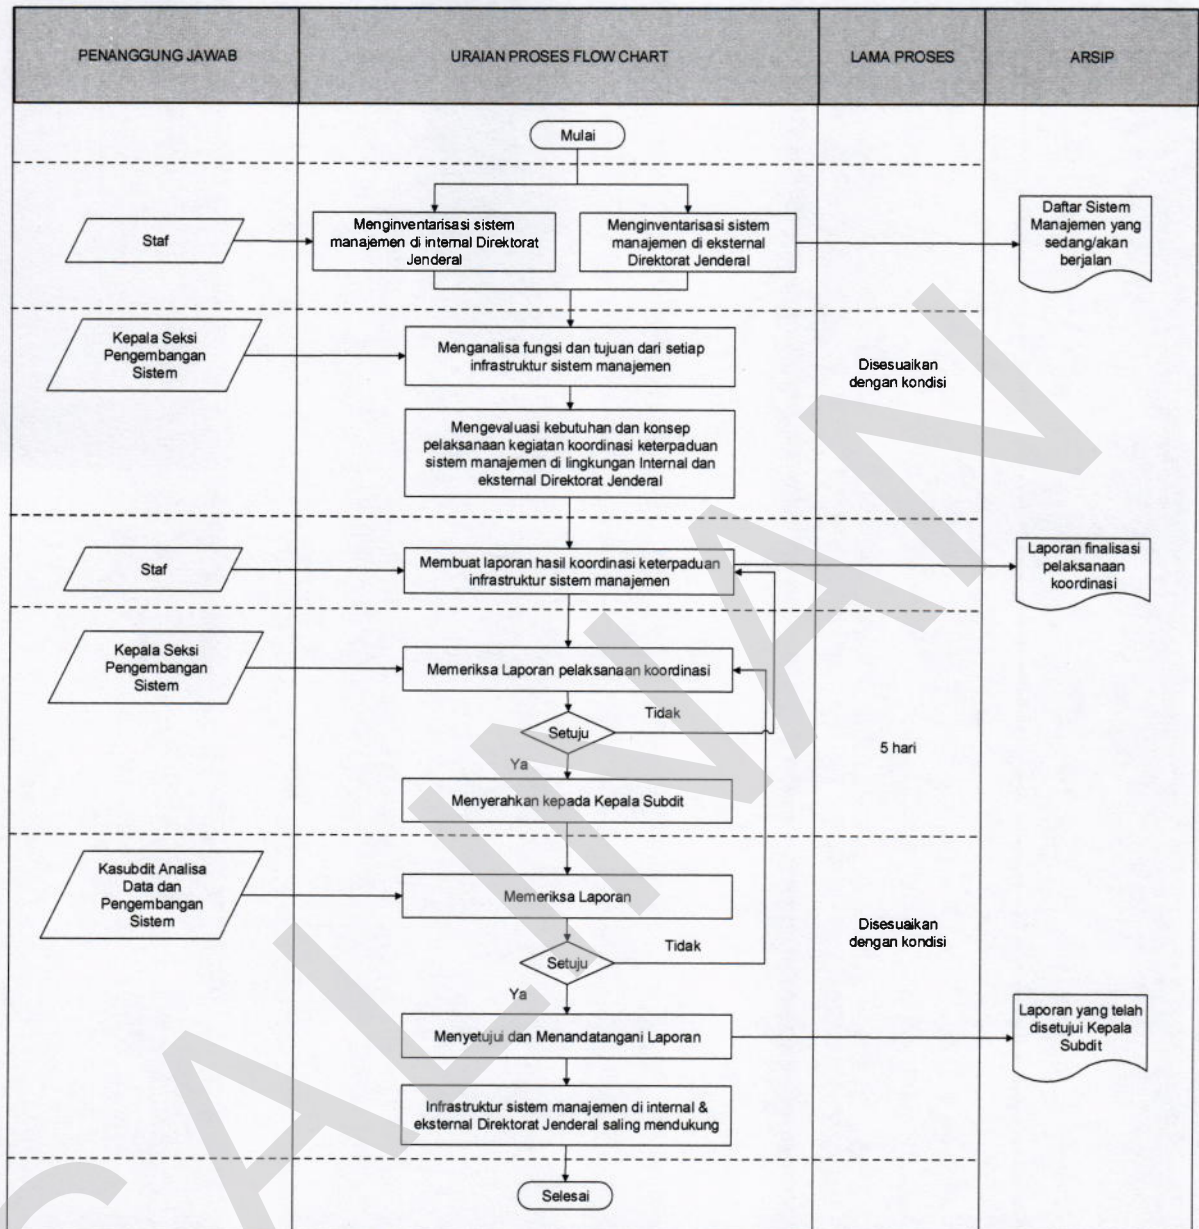 PENANGGUNG JAWAB
URAIAN PROSES FLOW CHART
LAMA PROSES
ARSIP
Mulai
Staf
Menginventarisasi sistem
manajemen di internal Direktorat
Jenderal
Menginventarisasi sistem
manajemen di eksternal
Direktorat Jenderal
Daftar Sistem
Manajemen yang
sedang/akan
berjalan
Kepala Seksi
Pengembangan
Sistem
Menganalisa fungsi dan tujuan dari setiap
infrastruktur sistem manajemen
Disesuaikan
dengan kondisi
Mengevaluasi kebutuhan dan konsep
pelaksanaan kegiatan koordinasi keterpaduan
sistem manajemen di lingkungan Internal dan
eksternal Direktorat Jenderal
Staf
Membuat laporan hasil koordinasi keterpaduan
infrastruktur sistem manajemen
Laporan finalisasi
pelaksanaan
koordinasi
Kepala Seksi
Pengembangan
Sistem
Memeriksa Laporan pelaksanaan koordinasi
Setuju
Tidak
Ya
5 hari
Menyerahkan kepada Kepala Subdit
Kasubdit Analisa
Data dan
Pengembangan
Sistem
Memeriksa Laporan
Disesuaikan
dengan kondisi
Setuju
Tidak
Ya
Menyetujui dan Menandatangani Laporan
Laporan yang telah
disetujui Kepala
Subdit
Infrastruktur sistem manajemen di internal &
eksternal Direktorat Jenderal saling mendukung
Selesai
SALINAN